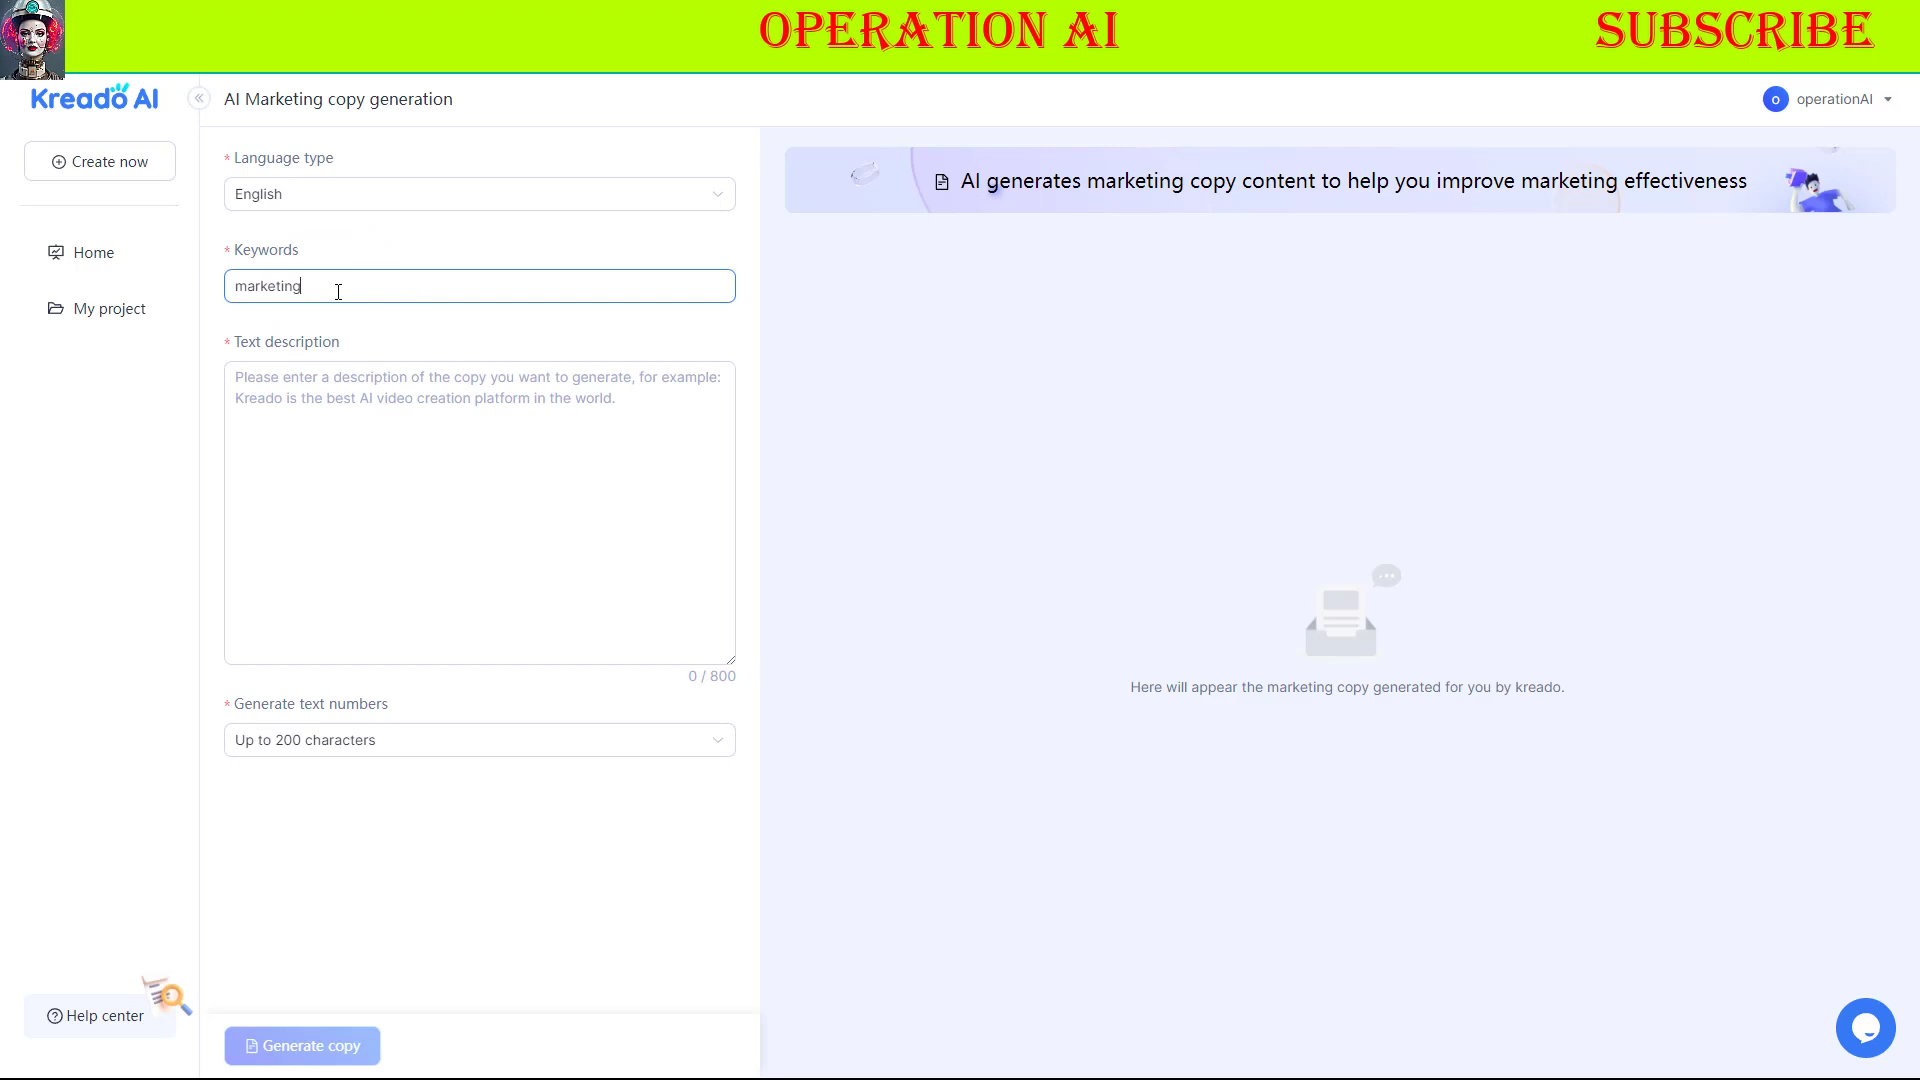 OPERATION AI
SUBSCRIBE
Kreado AI
AI Marketing copy generation
o operationAI
Create now
Home
My project
Help center
* Language type
English
* Keywords
marketing
* Text description
Please enter a description of the copy you want to generate, for example:
Kreado is the best AI video creation platform in the world.
0 / 800
* Generate text numbers
Up to 200 characters
Generate copy
AI generates marketing copy content to help you improve marketing effectiveness
Here will appear the marketing copy generated for you by kreado.